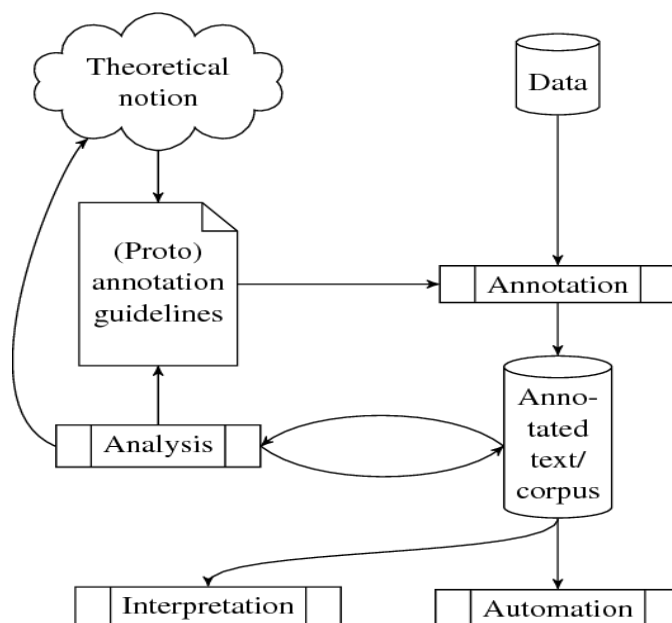 Theoretical
notion
Data
(Proto)
annotation
guidelines
Annotation
Anno-
tated
text/
corpus
Analysis
Interpretation
Automation